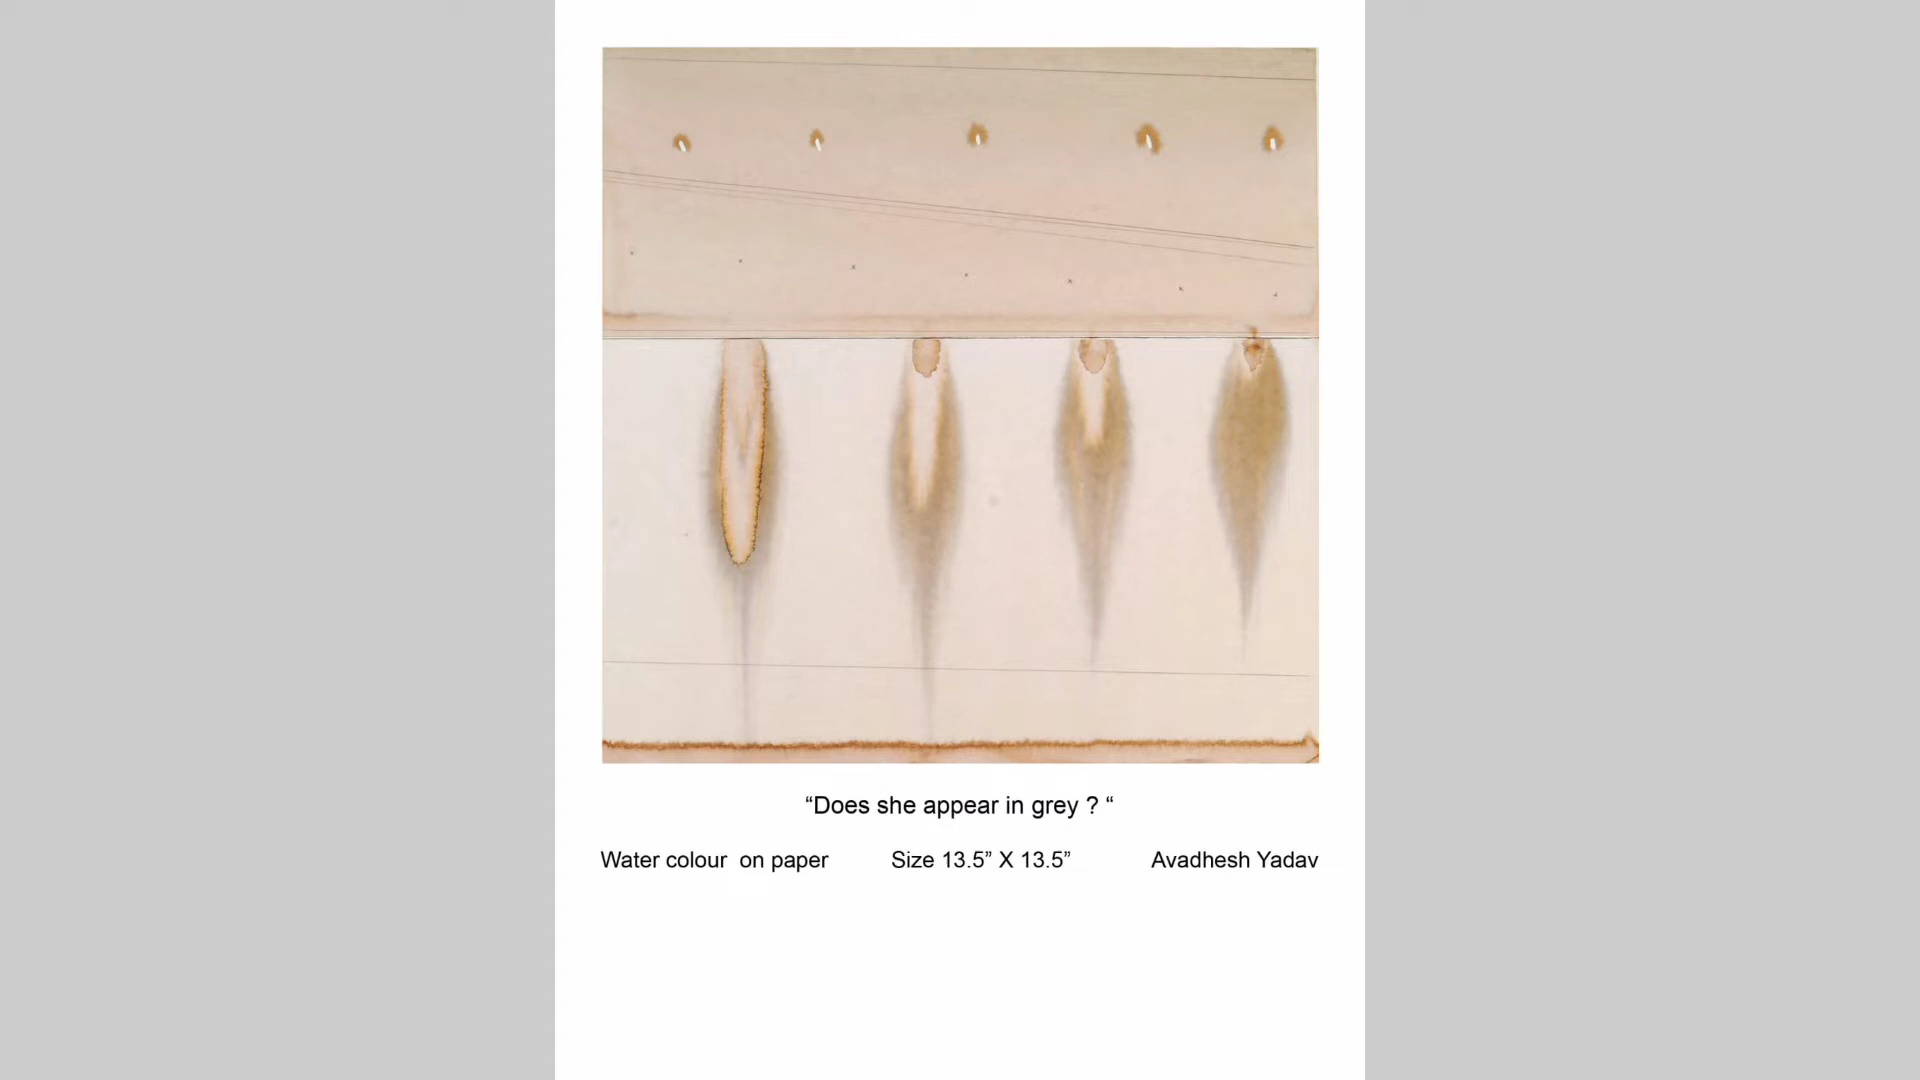 “Does she appear in grey ? “
Water colour  on paper Size 13.5” X 13.5” Avadhesh Yadav